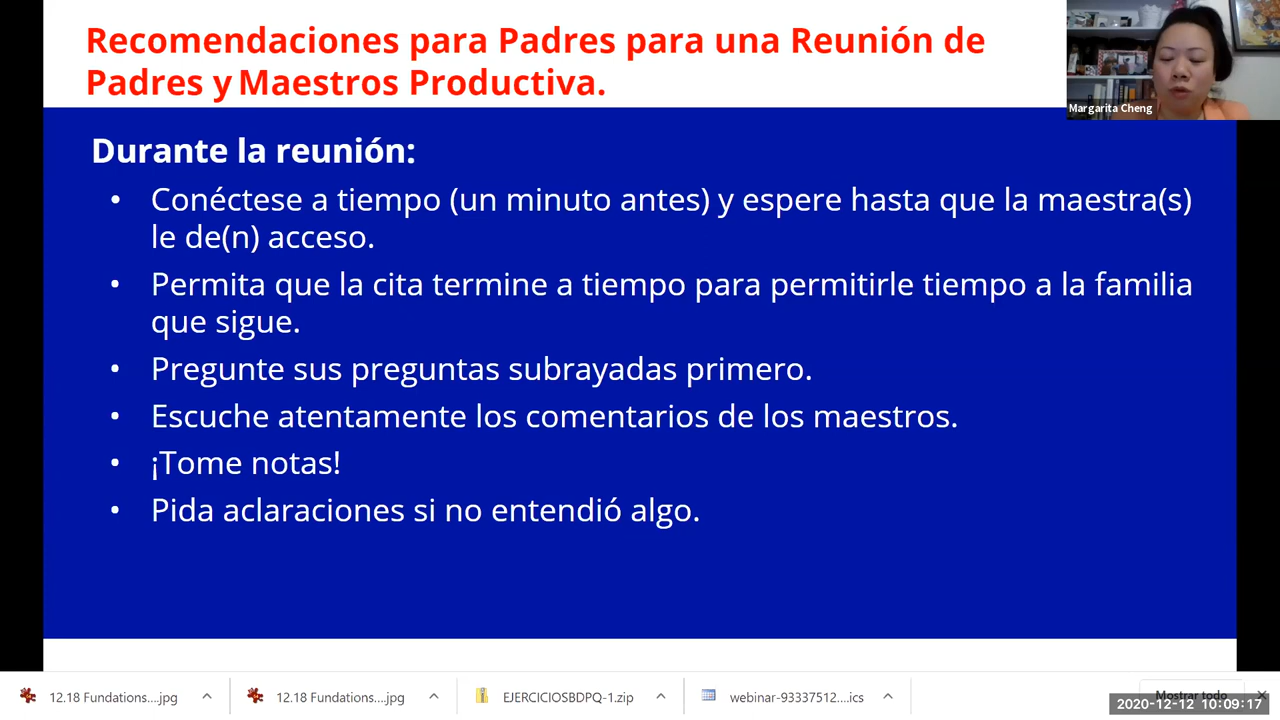 Recomendaciones para Padres para una Reunión de
Padres y Maestros Productiva.
Margarita Cheng
Durante la reunión:
• Conéctese a tiempo (un minuto antes) y espere hasta que la maestra(s)
le de(n) acceso.
• Permita que la cita termine a tiempo para permitirle tiempo a la familia
que sigue.
• Pregunte sus preguntas subrayadas primero.
• Escuche atentamente los comentarios de los maestros.
• ¡Tome notas!
• Pida aclaraciones si no entendió algo.
12.18 Fundations....jpg
12.18 Fundations....jpg
EJERCICIOSBDPQ-1.zip
webinar-93337512....ics
Mostrar todo
2020-12-12 10:09:17